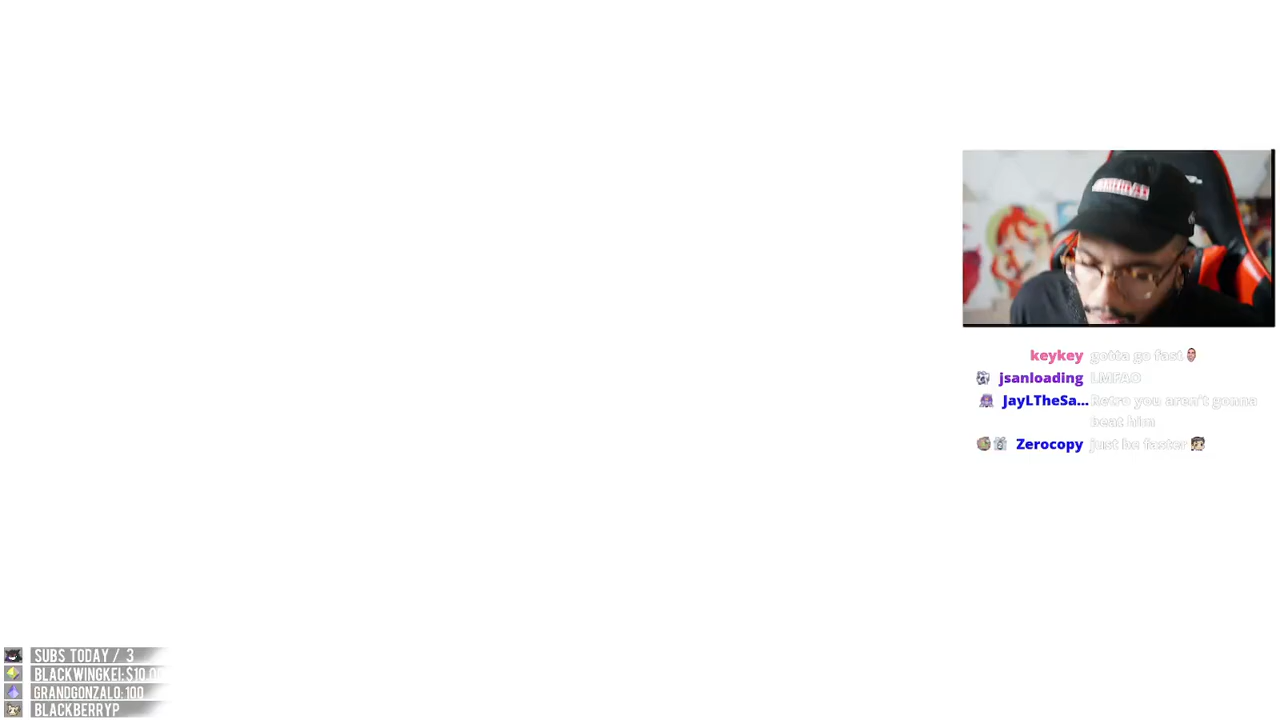 keykey gotta go fast
jsanloading LMFAO
JayLTheSa... Retro you aren't gonna
beat him
Zerocopy just be faster
SUBS TODAY / 3
BLACKWINGKEI: $10.00
GRANDGONZALO: 100
BLACKBERRYP